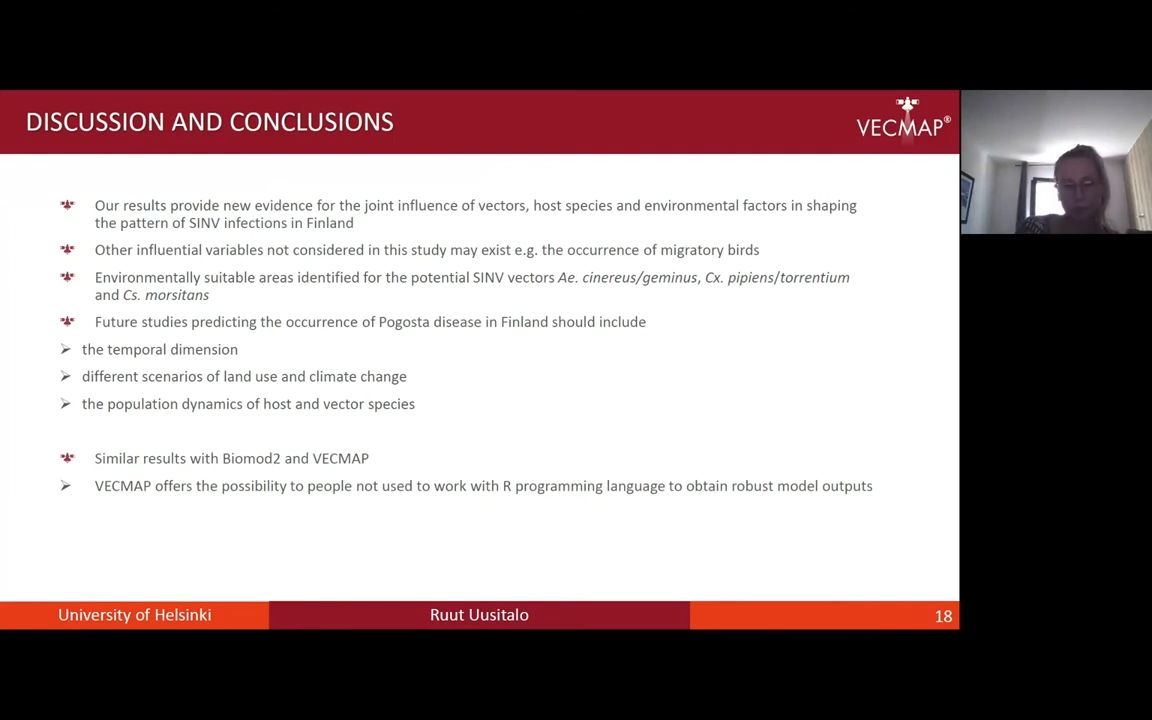 DISCUSSION AND CONCLUSIONS
VECMAP®
Our results provide new evidence for the joint influence of vectors, host species and environmental factors in shaping
the pattern of SINV infections in Finland
Other influential variables not considered in this study may exist e.g. the occurrence of migratory birds
Environmentally suitable areas identified for the potential SINV vectors Ae. cinereus/geminus, Cx. pipiens/torrentium
and Cs. morsitans
Future studies predicting the occurrence of Pogosta disease in Finland should include
the temporal dimension
different scenarios of land use and climate change
the population dynamics of host and vector species
Similar results with Biomod2 and VECMAP
VECMAP offers the possibility to people not used to work with R programming language to obtain robust model outputs
University of Helsinki
Ruut Uusitalo
18